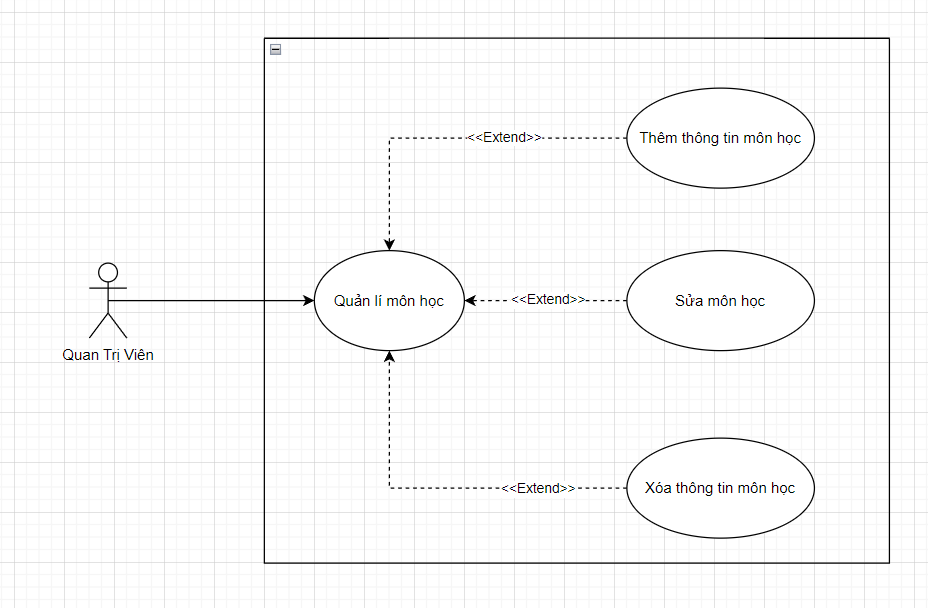 Thêm thông tin môn học
<<Extend>>
Quản lí môn học
<<Extend>>
Sửa môn học
Quan Trị Viên
<<Extend>>
Xóa thông tin môn học